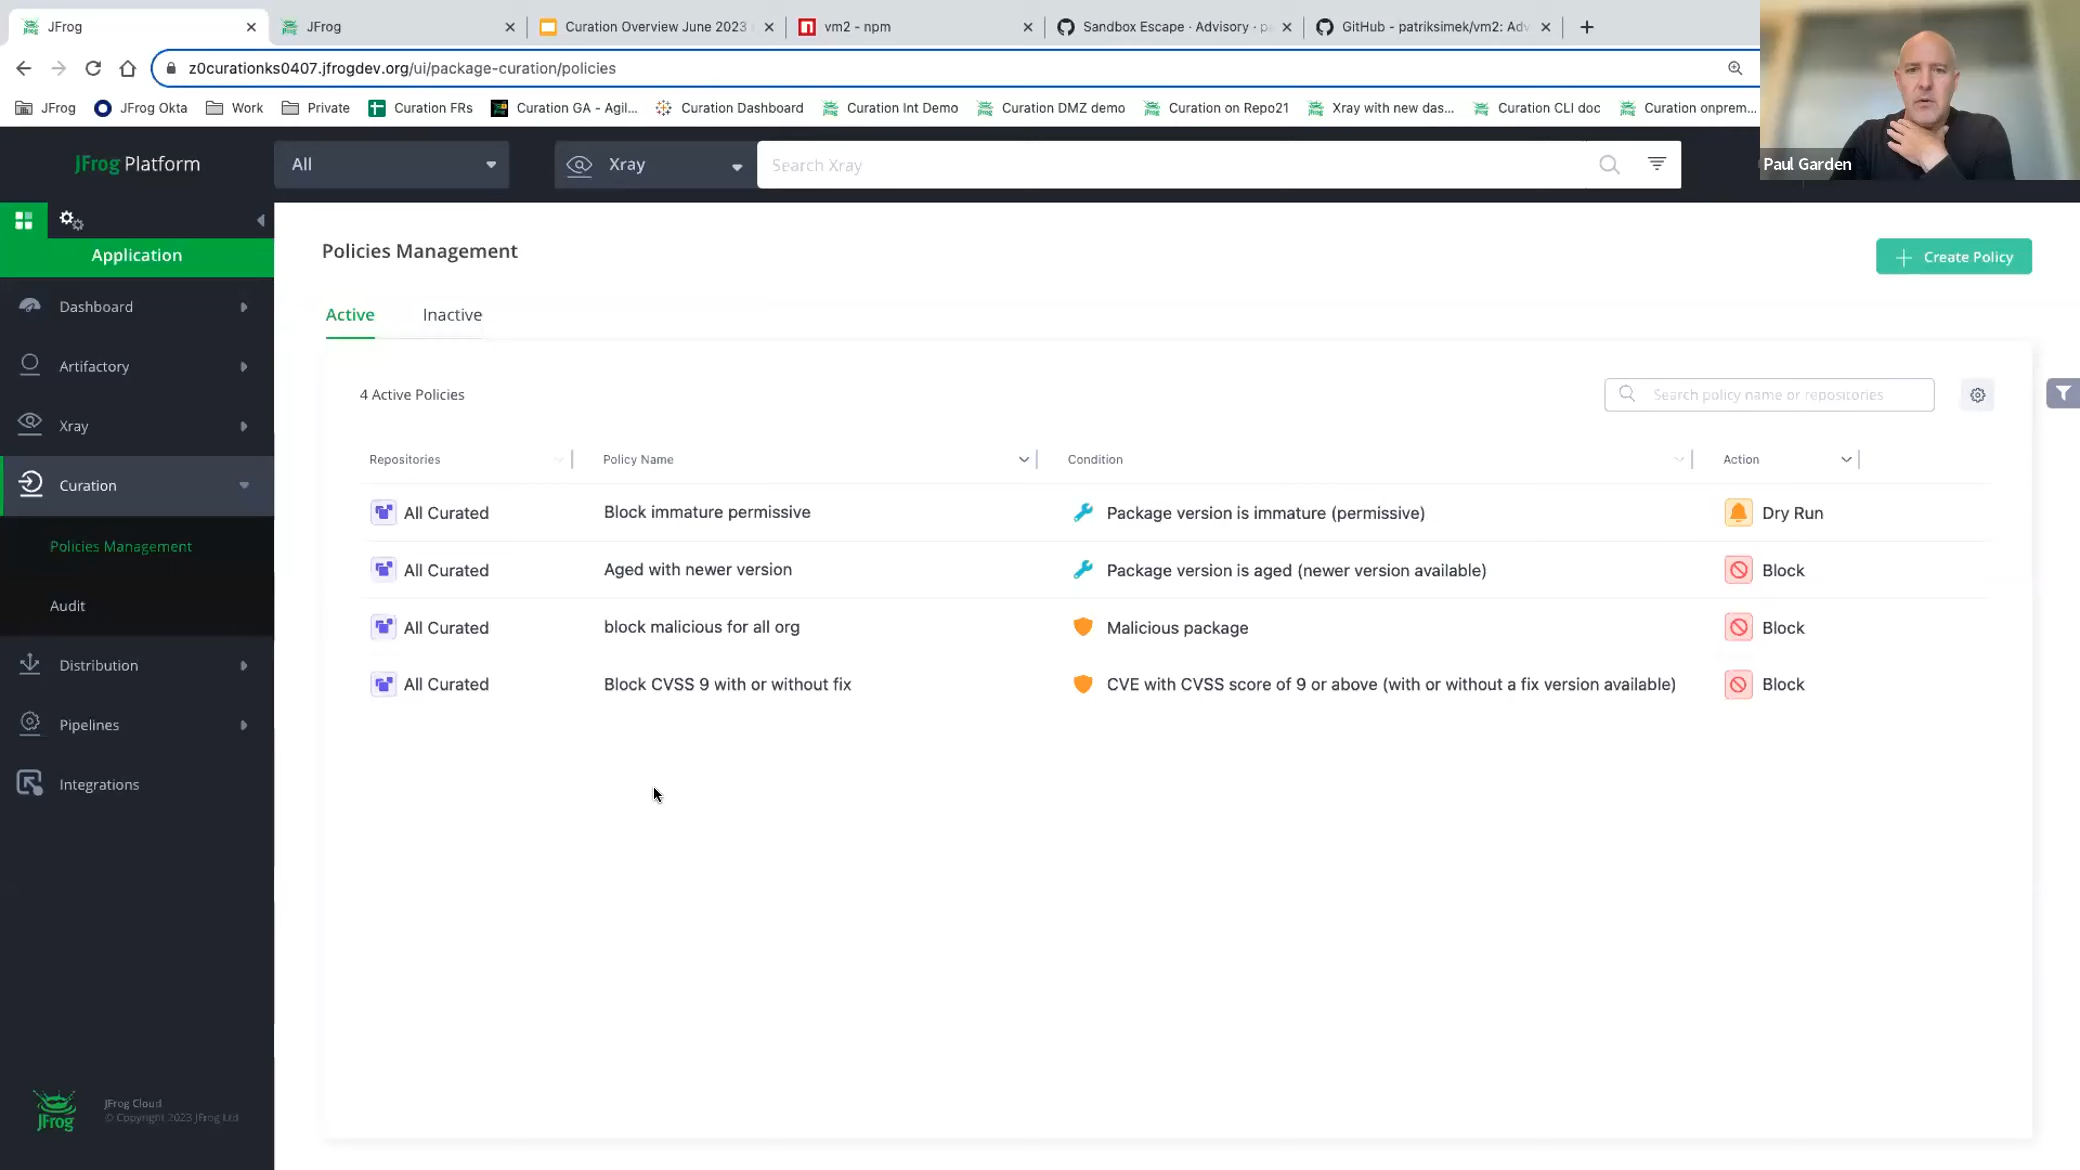 JFrog
JFrog
Curation Overview June 2023
vm2 - npm
Sandbox Escape · Advisory · pa
GitHub - patriksimek/vm2: Adv
z0curationks0407.jfrogdev.org/ui/package-curation/policies
JFrog
JFrog Okta
Work
Private
Curation FRs
Curation GA - Agil...
Curation Dashboard
Curation Int Demo
Curation DMZ demo
Curation on Repo21
Xray with new das...
Curation CLI doc
Curation onprem...
Paul Garden
JFrog Platform
All
Xray
Search Xray
Application
Dashboard
Artifactory
Xray
Curation
Policies Management
Audit
Distribution
Pipelines
Integrations
JFrog
JFrog Cloud
© Copyright 2023 JFrog Ltd
Policies Management
Create Policy
Active
Inactive
4 Active Policies
Search policy name or repositories
Repositories
Policy Name
Condition
Action
All Curated
Block immature permissive
Package version is immature (permissive)
Dry Run
All Curated
Aged with newer version
Package version is aged (newer version available)
Block
All Curated
block malicious for all org
Malicious package
Block
All Curated
Block CVSS 9 with or without fix
CVE with CVSS score of 9 or above (with or without a fix version available)
Block